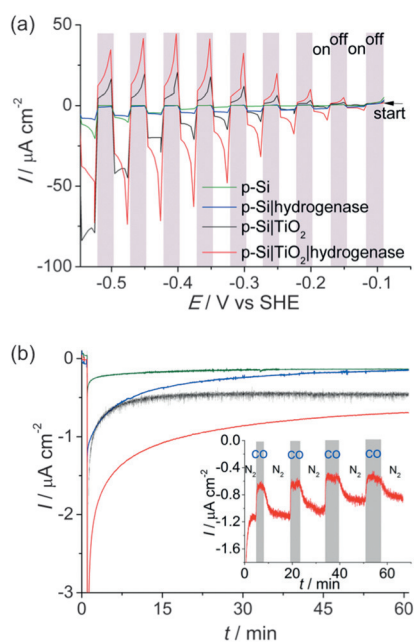 (a)
50
0
-50
-100
I / µA cm⁻²
on off on off
start
p-Si
p-Si|hydrogenase
p-Si|TiO₂
p-Si|TiO₂|hydrogenase
-0.5 -0.4 -0.3 -0.2 -0.1
E / V vs SHE
(b)
0
-1
-2
-3
I / µA cm⁻²
0 15 30 45 60
t / min
0.0
-0.4
-0.8
-1.2
-1.6
I / µA cm⁻²
CO CO CO CO
N₂ N₂ N₂ N₂ N₂
0 20 40 60
t / min